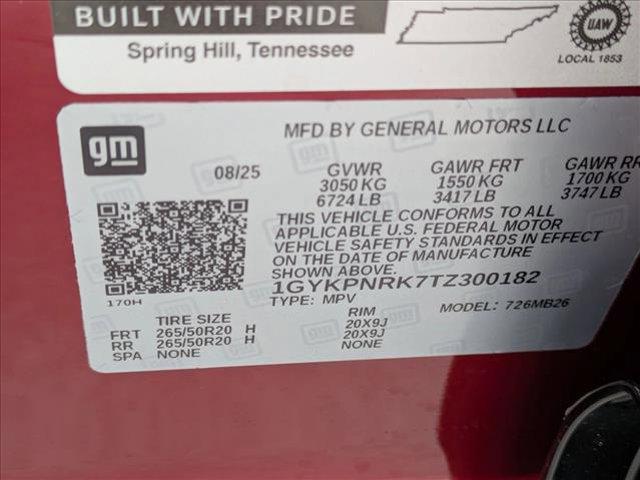 BUILT WITH PRIDE
Spring Hill, Tennessee
UAW
LOCAL 1853
gm
MFD BY GENERAL MOTORS LLC
08/25 GVWR GAWR FRT GAWR RR
3050 KG 1550 KG 1700 KG
6724 LB 3417 LB 3747 LB
THIS VEHICLE CONFORMS TO ALL
APPLICABLE U.S. FEDERAL MOTOR
VEHICLE SAFETY STANDARDS IN EFFECT
ON THE DATE OF MANUFACTURE
SHOWN ABOVE.
1GYKPNRK7TZ300182
170H
TYPE: MPV MODEL: 726MB26
TIRE SIZE RIM
FRT 265/50R20 H 20X9J
RR 265/50R20 H 20X9J
SPA NONE NONE